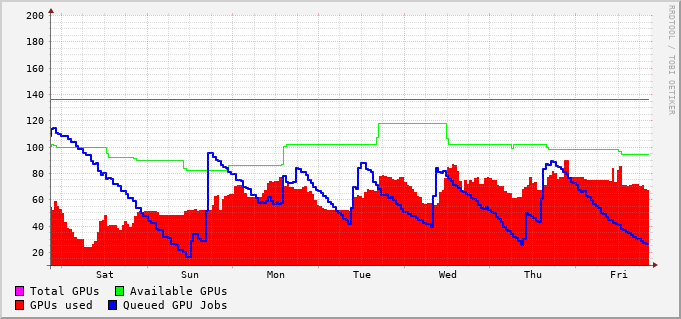 200
180
160
140
120
100
80
60
40
20
Sat Sun Mon Tue Wed Thu Fri
Total GPUs Available GPUs
GPUs used Queued GPU Jobs
RRDTOOL / TOBI OETIKER